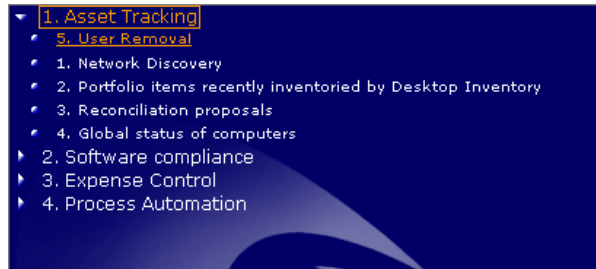 1. Asset Tracking
5. User Removal
1. Network Discovery
2. Portfolio items recently inventoried by Desktop Inventory
3. Reconciliation proposals
4. Global status of computers
2. Software compliance
3. Expense Control
4. Process Automation